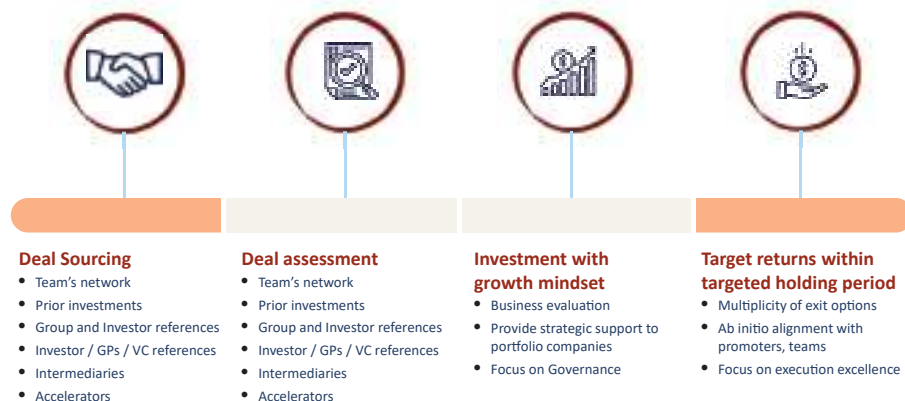 Deal Sourcing
• Team's network
• Prior investments
• Group and Investor references
• Investor / GPs / VC references
• Intermediaries
• Accelerators
Deal assessment
• Team's network
• Prior investments
• Group and Investor references
• Investor / GPs / VC references
• Intermediaries
• Accelerators
Investment with
growth mindset
• Business evaluation
• Provide strategic support to
portfolio companies
• Focus on Governance
Target returns within
targeted holding period
• Multiplicity of exit options
• Ab initio alignment with
promoters, teams
• Focus on execution excellence